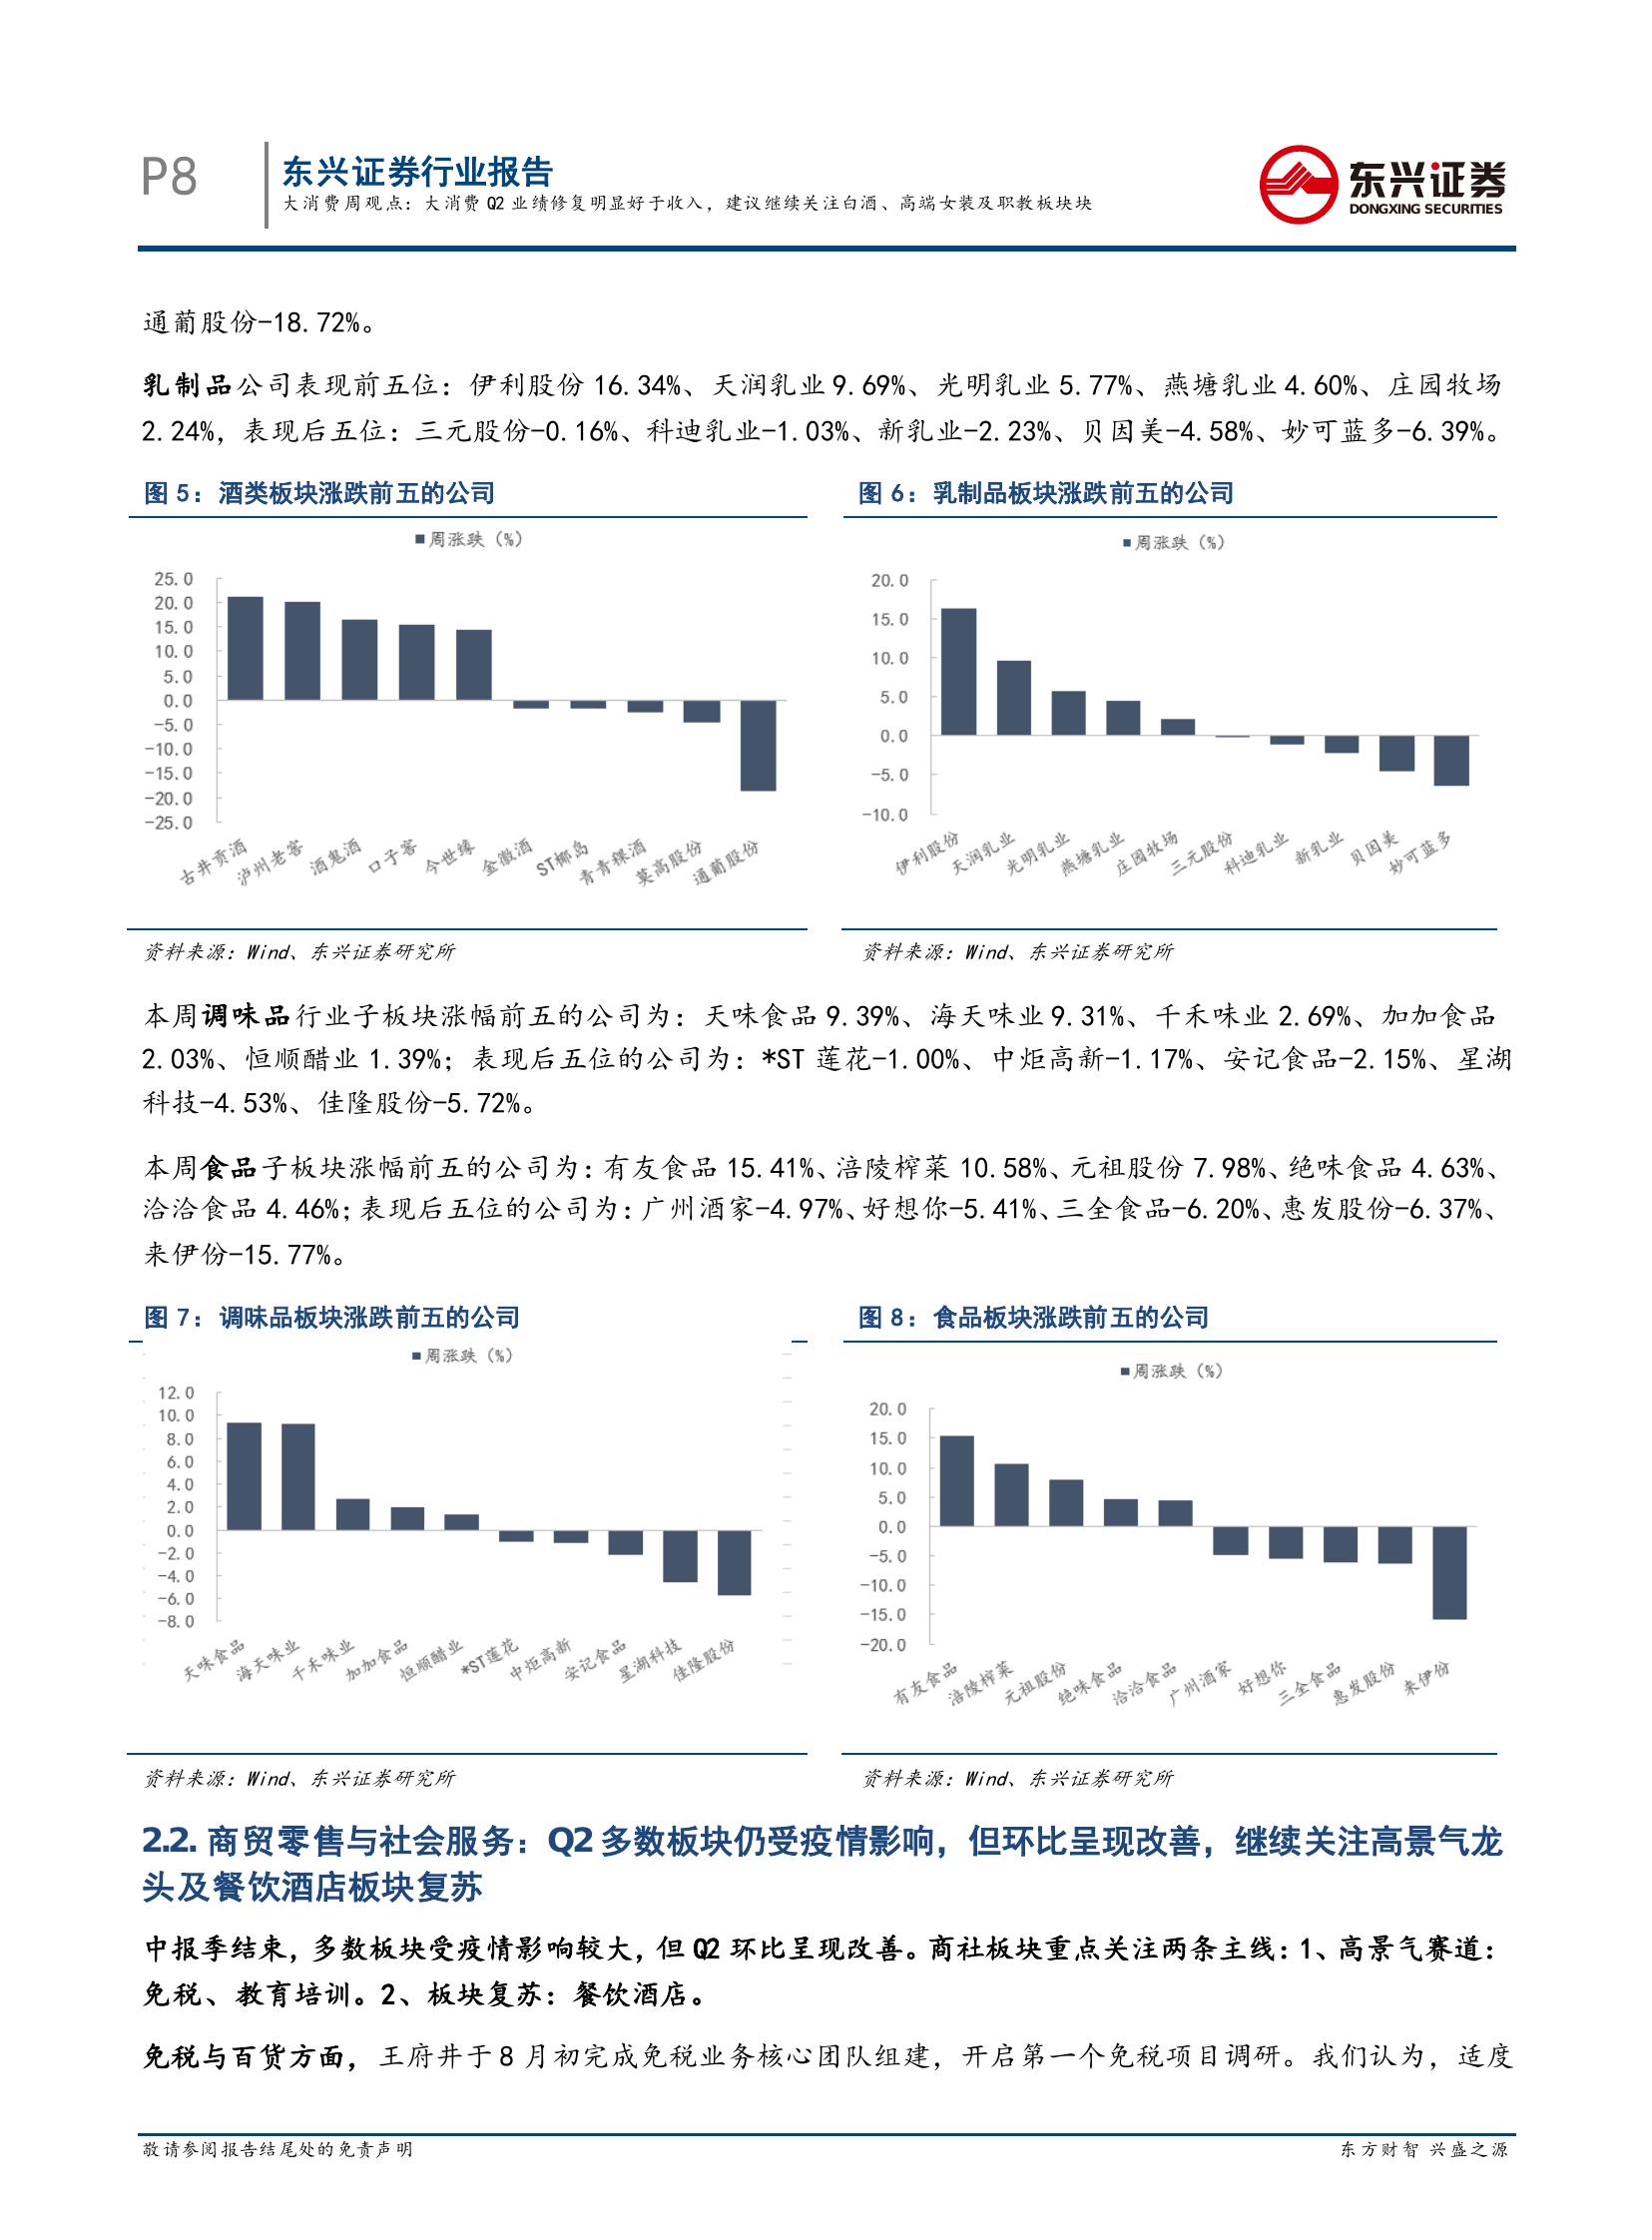 P8
东兴证券行业报告
大消费周观点：大消费 Q2 业绩修复明显好于收入，建议继续关注白酒、高端女装及职教板块块
东兴证券
DONGXING SECURITIES
通葡股份-18.72%。
乳制品公司表现前五位：伊利股份 16.34%、天润乳业 9.69%、光明乳业 5.77%、燕塘乳业 4.60%、庄园牧场
2.24%，表现后五位：三元股份-0.16%、科迪乳业-1.03%、新乳业-2.23%、贝因美-4.58%、妙可蓝多-6.39%。
图 5：酒类板块涨跌前五的公司
周涨跌（%）
25.0
20.0
15.0
10.0
5.0
0.0
-5.0
-10.0
-15.0
-20.0
-25.0
古井贡酒
泸州老窖
酒鬼酒
口子窖
今世缘
金徽酒
ST椰岛
青青稞酒
莫高股份
通葡股份
资料来源：Wind、东兴证券研究所
图 6：乳制品板块涨跌前五的公司
周涨跌（%）
20.0
15.0
10.0
5.0
0.0
-5.0
-10.0
伊利股份
天润乳业
光明乳业
燕塘乳业
庄园牧场
三元股份
科迪乳业
新乳业
贝因美
妙可蓝多
资料来源：Wind、东兴证券研究所
本周调味品行业子板块涨幅前五的公司为：天味食品 9.39%、海天味业 9.31%、千禾味业 2.69%、加加食品
2.03%、恒顺醋业 1.39%；表现后五位的公司为：*ST 莲花-1.00%、中炬高新-1.17%、安记食品-2.15%、星湖
科技-4.53%、佳隆股份-5.72%。
本周食品子板块涨幅前五的公司为：有友食品 15.41%、涪陵榨菜 10.58%、元祖股份 7.98%、绝味食品 4.63%、
洽洽食品 4.46%；表现后五位的公司为：广州酒家-4.97%、好想你-5.41%、三全食品-6.20%、惠发股份-6.37%、
来伊份-15.77%。
图 7：调味品板块涨跌前五的公司
周涨跌（%）
12.0
10.0
8.0
6.0
4.0
2.0
0.0
-2.0
-4.0
-6.0
-8.0
天味食品
海天味业
千禾味业
加加食品
恒顺醋业
*ST莲花
中炬高新
安记食品
星湖科技
佳隆股份
资料来源：Wind、东兴证券研究所
图 8：食品板块涨跌前五的公司
周涨跌（%）
20.0
15.0
10.0
5.0
0.0
-5.0
-10.0
-15.0
-20.0
有友食品
涪陵榨菜
元祖股份
绝味食品
洽洽食品
广州酒家
好想你
三全食品
惠发股份
来伊份
资料来源：Wind、东兴证券研究所
2.2. 商贸零售与社会服务：Q2 多数板块仍受疫情影响，但环比呈现改善，继续关注高景气龙
头及餐饮酒店板块复苏
中报季结束，多数板块受疫情影响较大，但 Q2 环比呈现改善。商社板块重点关注两条主线：1、高景气赛道：
免税、教育培训。2、板块复苏：餐饮酒店。
免税与百货方面，王府井于 8 月初完成免税业务核心团队组建，开启第一个免税项目调研。我们认为，适度
敬请参阅报告结尾处的免责声明
东方财智 兴盛之源